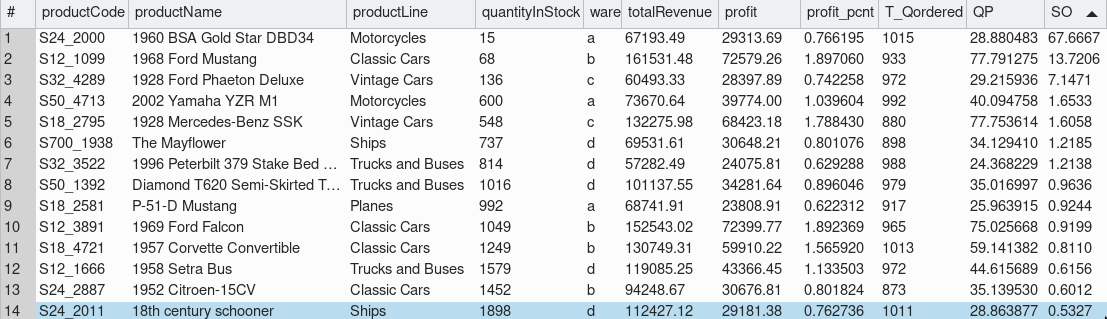 # productCode productName productLine quantityInStock ware totalRevenue profit profit_pcnt T_Qordered QP SO
1 S24_2000 1960 BSA Gold Star DBD34 Motorcycles 15 a 67193.49 29313.69 0.766195 1015 28.880483 67.6667
2 S12_1099 1968 Ford Mustang Classic Cars 68 b 161531.48 72579.26 1.897060 933 77.791275 13.7206
3 S32_4289 1928 Ford Phaeton Deluxe Vintage Cars 136 c 60493.33 28397.89 0.742258 972 29.215936 7.1471
4 S50_4713 2002 Yamaha YZR M1 Motorcycles 600 a 73670.64 39774.00 1.039604 992 40.094758 1.6533
5 S18_2795 1928 Mercedes-Benz SSK Vintage Cars 548 c 132275.98 68423.18 1.788430 880 77.753614 1.6058
6 S700_1938 The Mayflower Ships 737 d 69531.61 30648.21 0.801076 898 34.129410 1.2185
7 S32_3522 1996 Peterbilt 379 Stake Bed ... Trucks and Buses 814 d 57282.49 24075.81 0.629288 988 24.368229 1.2138
8 S50_1392 Diamond T620 Semi-Skirted T... Trucks and Buses 1016 d 101137.55 34281.64 0.896046 979 35.016997 0.9636
9 S18_2581 P-51-D Mustang Planes 992 a 68741.91 23808.91 0.622312 917 25.963915 0.9244
10 S12_3891 1969 Ford Falcon Classic Cars 1049 b 152543.02 72399.77 1.892369 965 75.025668 0.9199
11 S18_4721 1957 Corvette Convertible Classic Cars 1249 b 130749.31 59910.22 1.565920 1013 59.141382 0.8110
12 S12_1666 1958 Setra Bus Trucks and Buses 1579 d 119085.25 43366.45 1.133503 972 44.615689 0.6156
13 S24_2887 1952 Citroen-15CV Classic Cars 1452 b 94248.67 30676.81 0.801824 873 35.139530 0.6012
14 S24_2011 18th century schooner Ships 1898 d 112427.12 29181.38 0.762736 1011 28.863877 0.5327